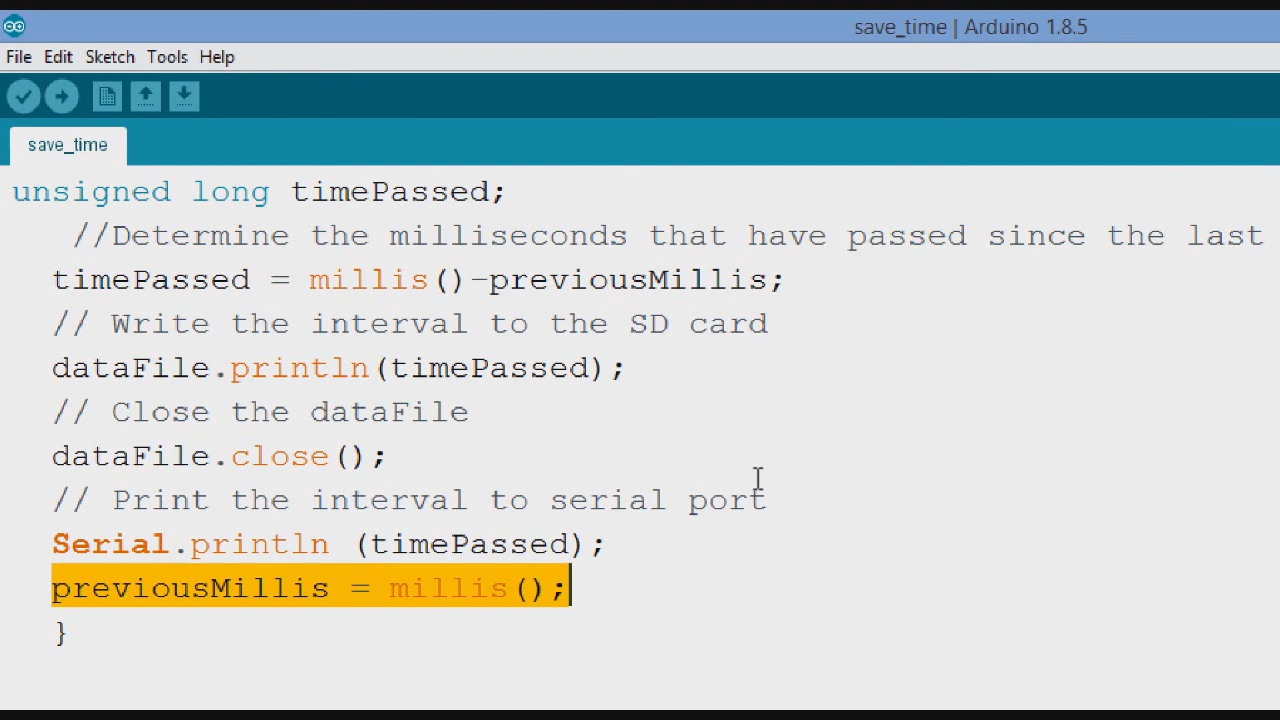 save_time | Arduino 1.8.5
File Edit Sketch Tools Help
save_time
unsigned long timePassed;
//Determine the milliseconds that have passed since the last
timePassed = millis()-previousMillis;
// Write the interval to the SD card
dataFile.println(timePassed);
// Close the dataFile
dataFile.close();
// Print the interval to serial port
Serial.println (timePassed);
previousMillis = millis();
}